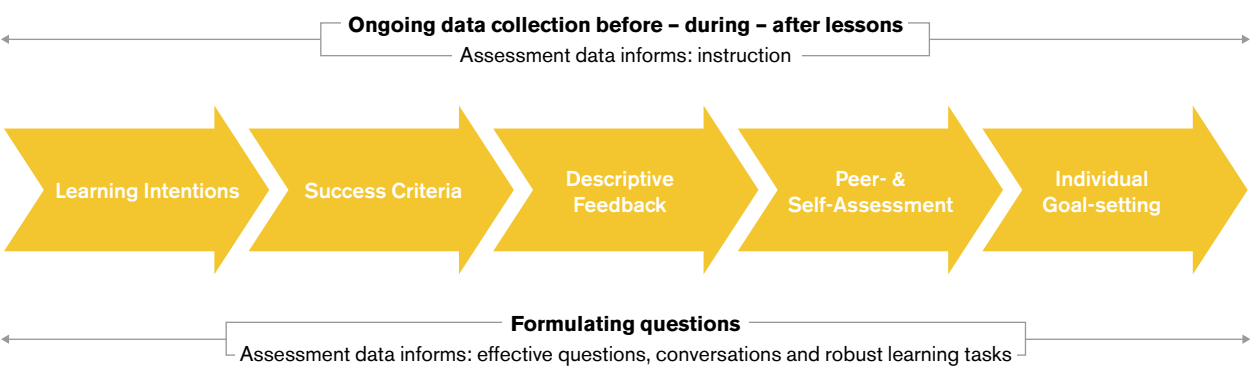 Ongoing data collection before – during – after lessons
Assessment data informs: instruction
Learning Intentions
Success Criteria
Descriptive
Feedback
Peer- &
Self-Assessment
Individual
Goal-setting
Formulating questions
Assessment data informs: effective questions, conversations and robust learning tasks